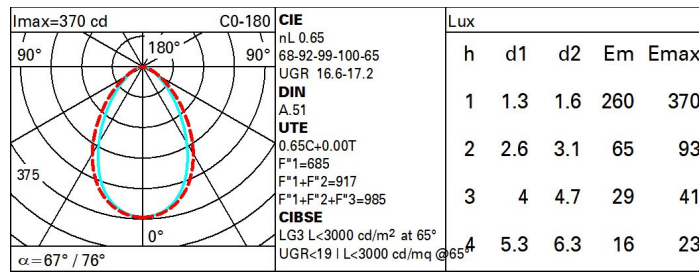 Imax=370 cd C0-180
90° 180° 90°
375
0°
α=67° / 76°
CIE
nL 0.65
68-92-99-100-65
UGR 16.6-17.2
DIN
A.51
UTE
0.65C+0.00T
F"1=685
F"1+F"2=917
F"1+F"2+F"3=985
CIBSE
LG3 L<3000 cd/m² at 65°
UGR<19 | L<3000 cd/mq @65°
Lux
h d1 d2 Em Emax
1 1.3 1.6 260 370
2 2.6 3.1 65 93
3 4 4.7 29 41
4 5.3 6.3 16 23